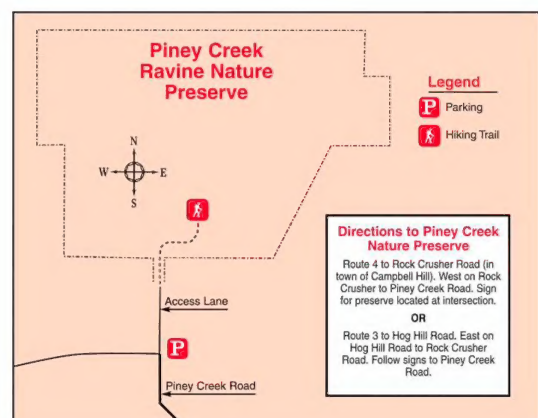 Piney Creek
Ravine Nature
Preserve
Legend
P Parking
Hiking Trail
N
W E
S
Directions to Piney Creek
Nature Preserve
Route 4 to Rock Crusher Road (in
town of Campbell Hill). West on Rock
Crusher to Piney Creek Road. Sign
for preserve located at intersection.
OR
Route 3 to Hog Hill Road. East on
Hog Hill Road to Rock Crusher
Road. Follow signs to Piney Creek
Road.
Access Lane
P
Piney Creek Road